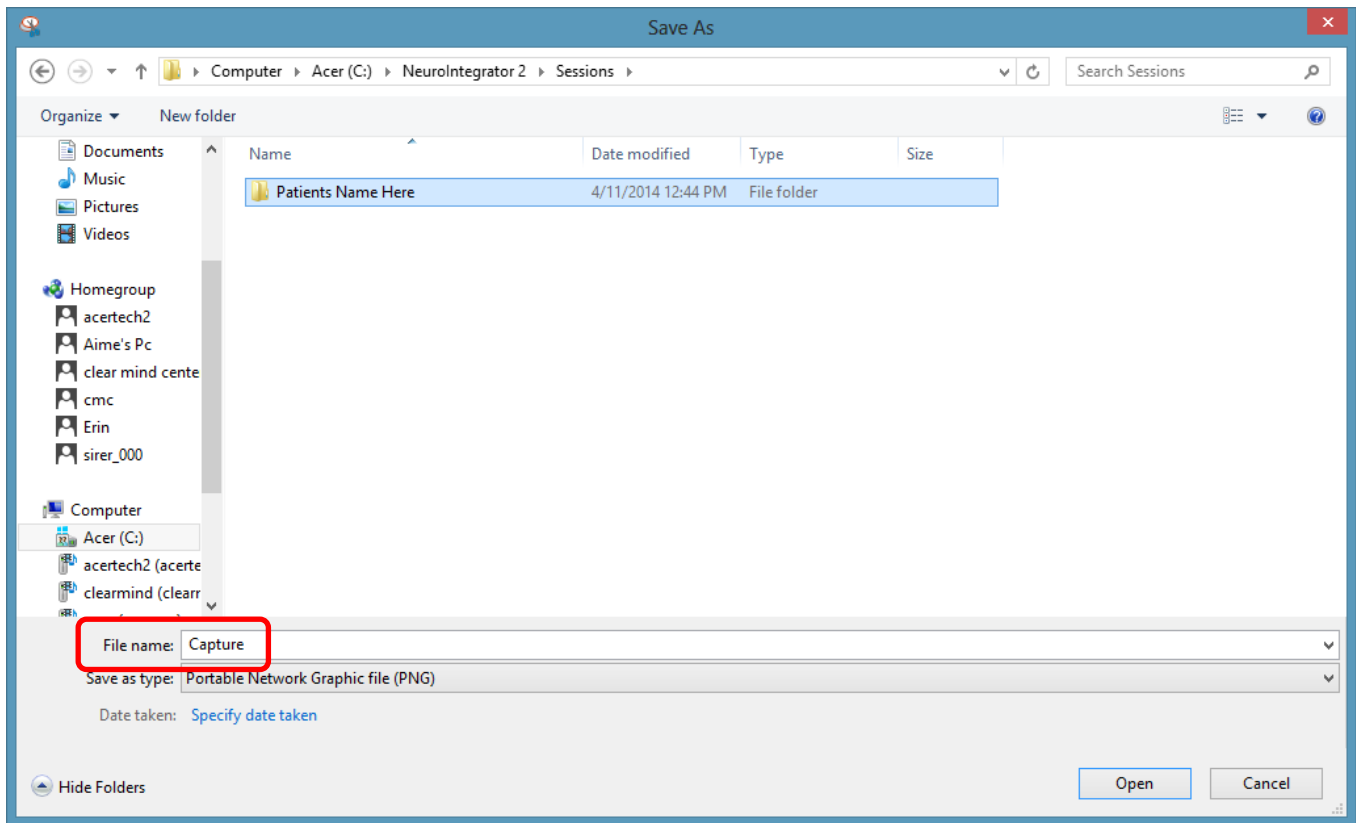 Save As
Computer Acer (C:) NeuroIntegrator 2 Sessions
Search Sessions
Organize New folder
Name Date modified Type Size
Patients Name Here 4/11/2014 12:44 PM File folder
Documents
Music
Pictures
Videos
Homegroup
acertech2
Aime's Pc
clear mind cente
cmc
Erin
sirer_000
Computer
Acer (C:)
acertech2 (acerte
clearmind (clearr
File name: Capture
Save as type: Portable Network Graphic file (PNG)
Date taken: Specify date taken
Hide Folders
Open Cancel